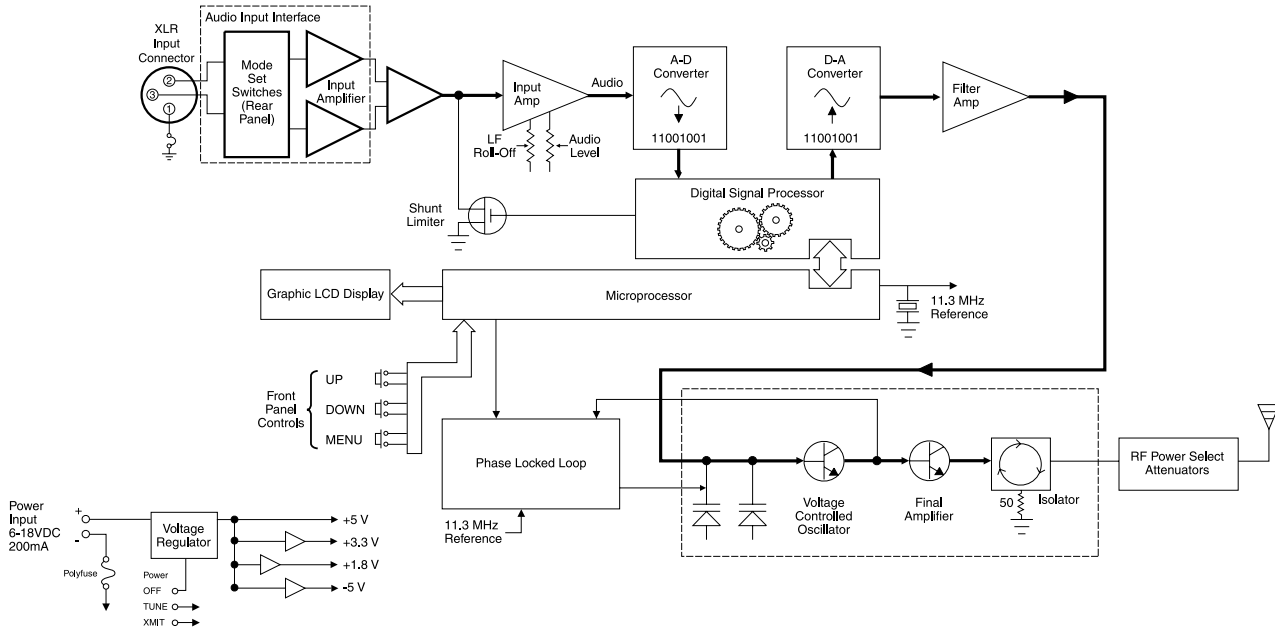 Audio Input Interface
XLR
Input
Connector
2
3
1
Mode
Set
Switches
(Rear
Panel)
Input
Amplifier
Input
Amp
LF
Roll-Off
Audio
Level
Audio
A-D
Converter
11001001
D-A
Converter
11001001
Filter
Amp
Digital Signal Processor
Shunt
Limiter
Graphic LCD Display
Microprocessor
11.3 MHz
Reference
Front
Panel
Controls
UP
DOWN
MENU
Phase Locked Loop
11.3 MHz
Reference
Voltage
Controlled
Oscillator
Final
Amplifier
50
Isolator
RF Power Select
Attenuators
Power
Input
6-18VDC
200mA
+
-
Polyfuse
Voltage
Regulator
Power
OFF
TUNE
XMIT
+5 V
+3.3 V
+1.8 V
-5 V